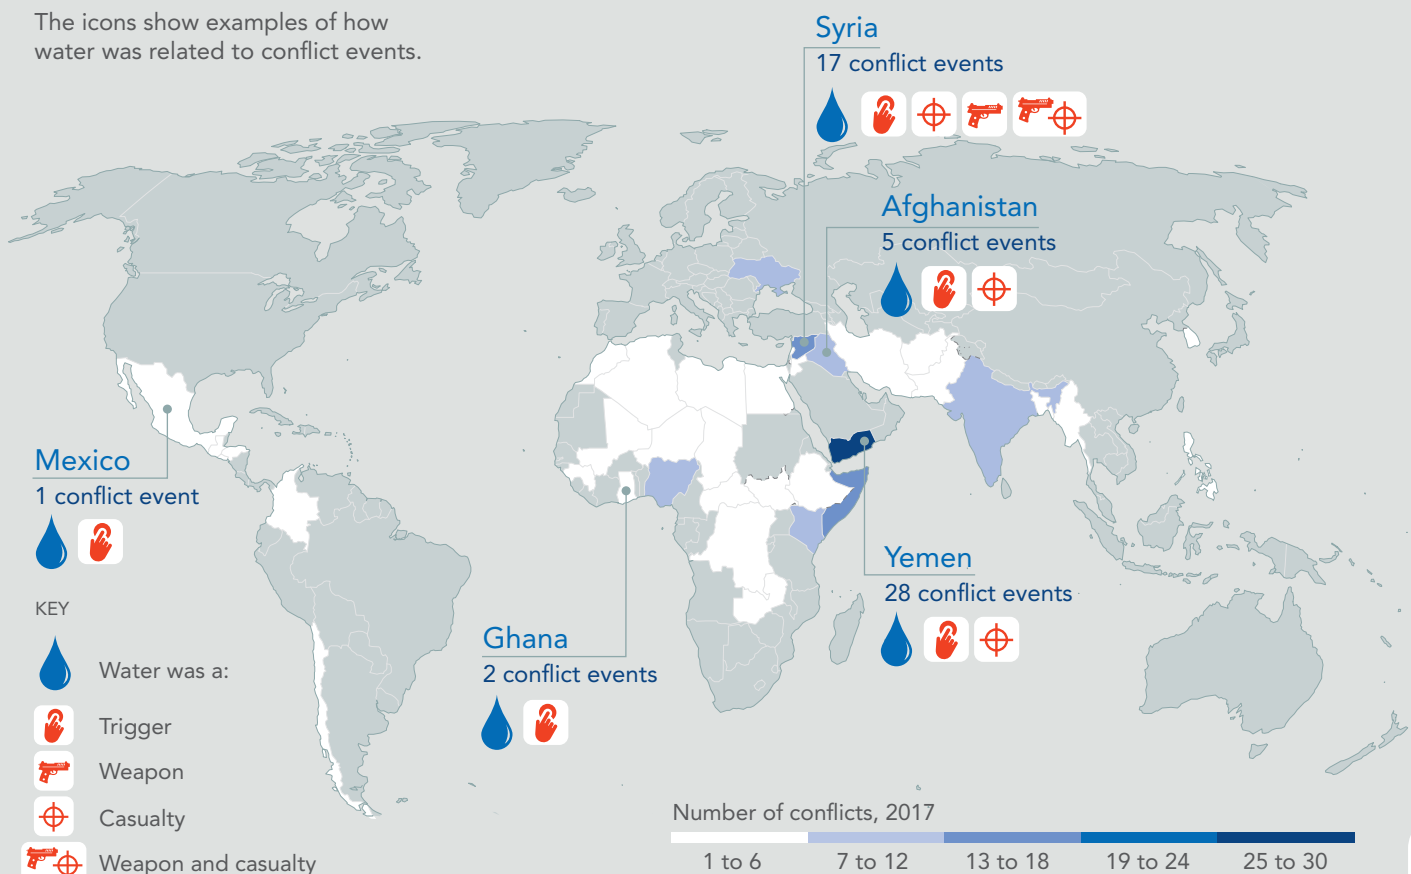 The icons show examples of how
water was related to conflict events.
Syria
17 conflict events
Afghanistan
5 conflict events
Mexico
1 conflict event
Ghana
2 conflict events
Yemen
28 conflict events
KEY
Water was a:
Trigger
Weapon
Casualty
Weapon and casualty
Number of conflicts, 2017
1 to 6
7 to 12
13 to 18
19 to 24
25 to 30